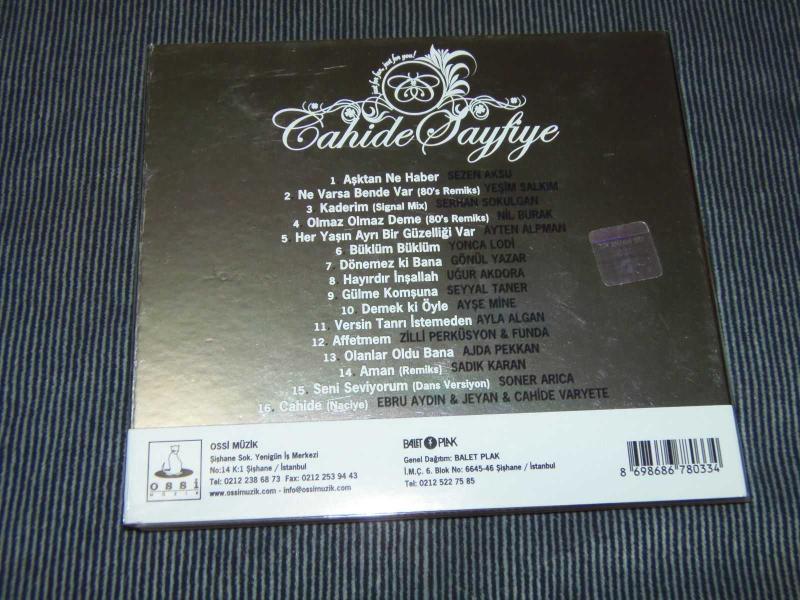 just for fun, just for you!
Cahide Sayfiye
1 Aşktan Ne Haber SEZEN AKSU
2 Ne Varsa Bende Var (80's Remiks) YEŞİM SALKIM
3 Kaderim (Signal Mix) SERHAN SOKULGAN
4 Olmaz Olmaz Deme (80's Remiks) NİL BURAK
5 Her Yaşın Ayrı Bir Güzelliği Var AYTEN ALPMAN
6 Büklüm Büklüm YONCA LODİ
7 Dönemez ki Bana GÖNÜL YAZAR
8 Hayırdır İnşallah UĞUR AKDORA
9 Gülme Komşuna SEYYAL TANER
10 Demek ki Öyle AYŞE MİNE
11 Versin Tanrı İstemeden AYLA ALGAN
12. Affetmem ZİLLİ PERKÜSYON & FUNDA
13. Olanlar Oldu Bana AJDA PEKKAN
14. Aman (Remiks) SADIK KARAN
15. Seni Seviyorum (Dans Versiyon) SONER ARICA
16. Cahide (Naciye) EBRU AYDIN & JEYAN & CAHİDE VARYETE
OSSi
MÜZİK
OSSİ MÜZİK
Şişhane Sok. Yenigün İş Merkezi
No:14 K:1 Şişhane / İstanbul
Tel: 0212 238 68 73 Fax: 0212 253 94 43
www.ossimuzik.com - info@ossimuzik.com
BALET PLAK
Genel Dağıtım: BALET PLAK
İ.M.Ç. 6. Blok No: 6645-46 Şişhane / İstanbul
Tel: 0212 522 75 85
8 698686 780334